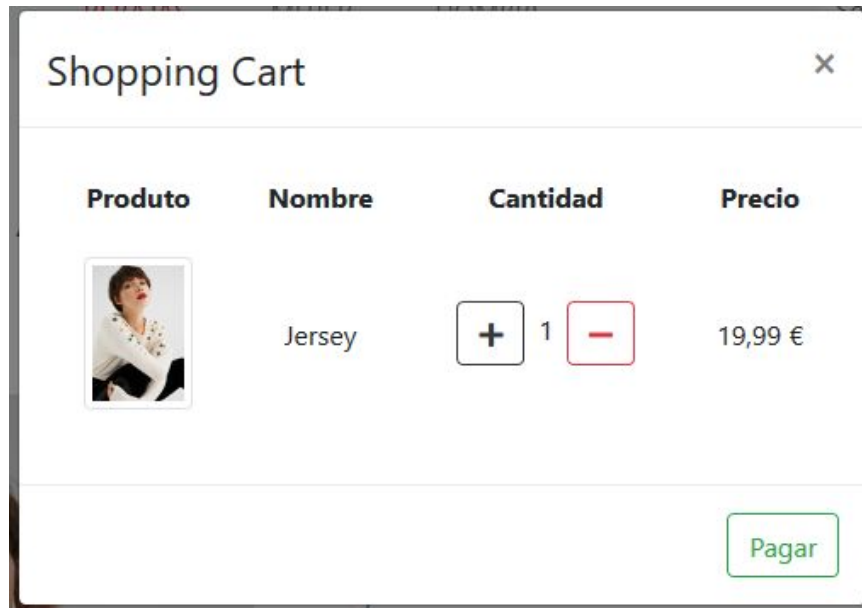 Shopping Cart ×
Produto Nombre Cantidad Precio
Jersey + 1 − 19,99 €
Pagar